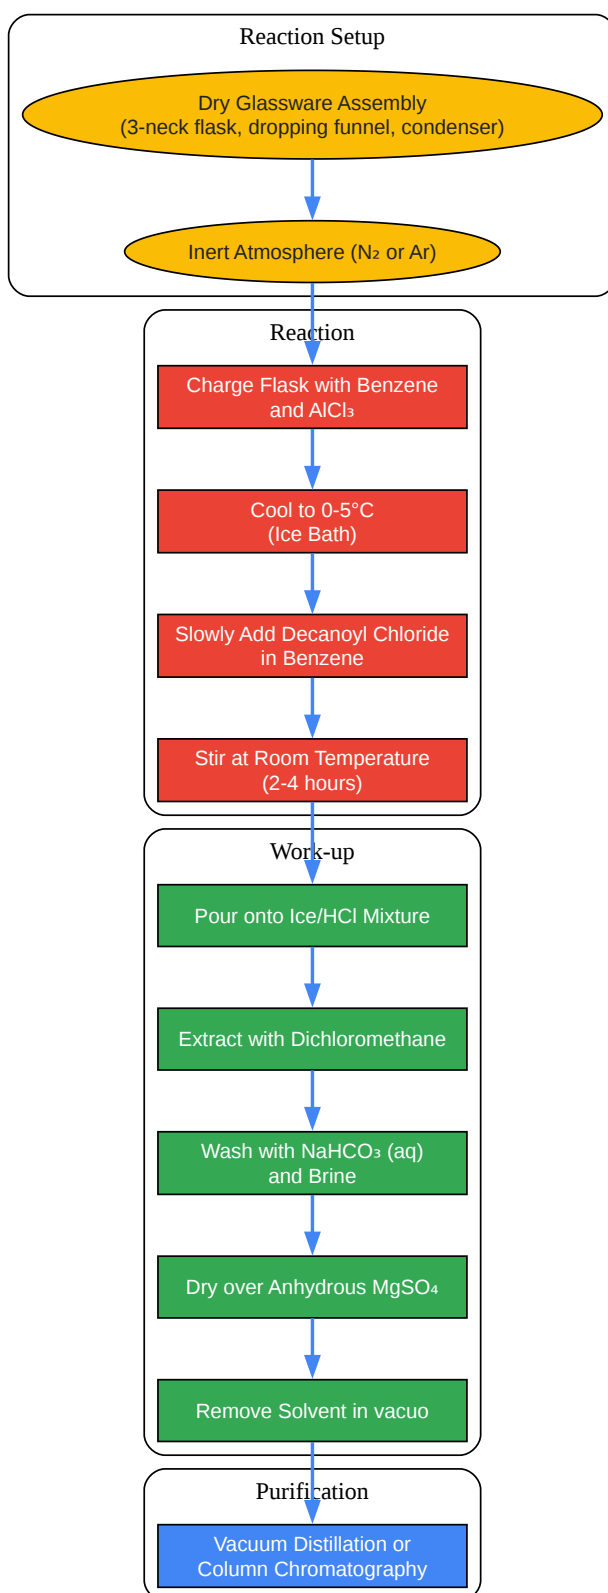 Reaction Setup
Dry Glassware Assembly
(3-neck flask, dropping funnel, condenser)
Inert Atmosphere (N₂ or Ar)
Reaction
Charge Flask with Benzene
and AlCl₃
Cool to 0-5°C
(Ice Bath)
Slowly Add Decanoyl Chloride
in Benzene
Stir at Room Temperature
(2-4 hours)
Work-up
Pour onto Ice/HCl Mixture
Extract with Dichloromethane
Wash with NaHCO₃ (aq)
and Brine
Dry over Anhydrous MgSO₄
Remove Solvent in vacuo
Purification
Vacuum Distillation or
Column Chromatography